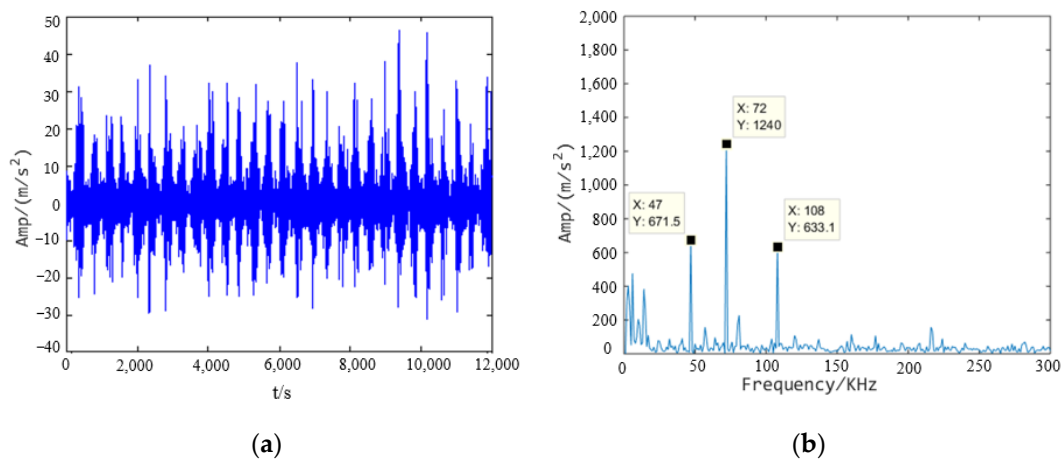 50
40
30
20
10
0
−10
−20
−30
−40
Amp/(m/s²)
0 2,000 4,000 6,000 8,000 10,000 12,000
t/s
(a)
2,000
1,800
1,600
1,400
1,200
1,000
800
600
400
200
0
Amp/(m/s²)
X: 72
Y: 1240
X: 47
Y: 671.5
X: 108
Y: 633.1
0 50 100 150 200 250 300
Frequency/KHz
(b)